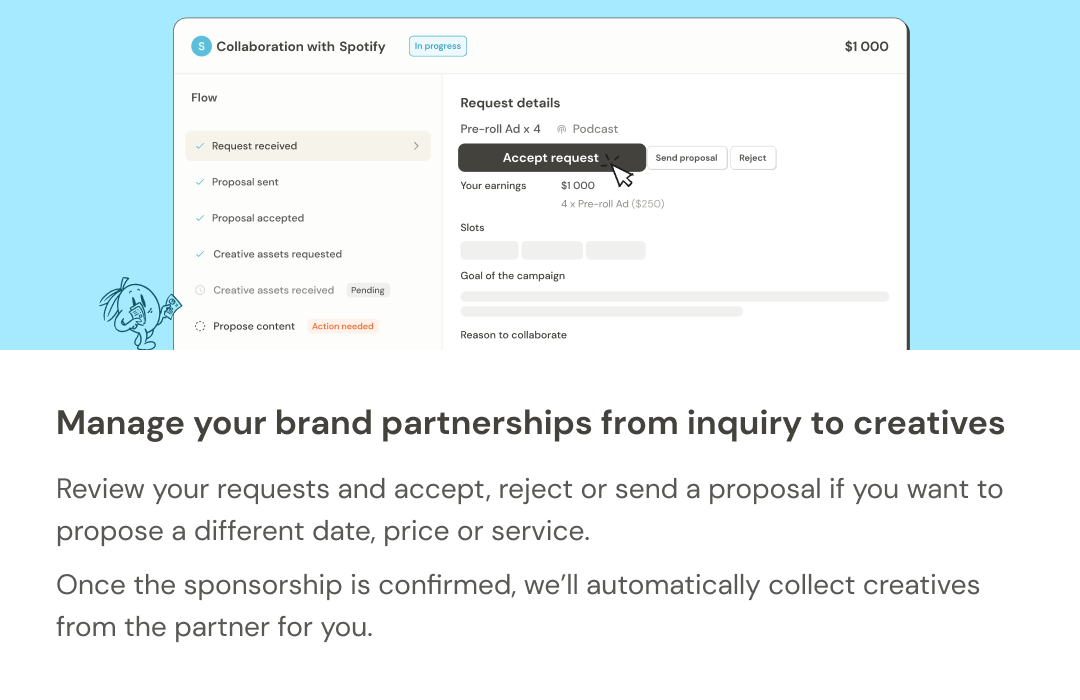 S Collaboration with Spotify In progress $1 000
Flow
Request received
Proposal sent
Proposal accepted
Creative assets requested
Creative assets received Pending
Propose content Action needed
Request details
Pre-roll Ad x 4 Podcast
Accept request Send proposal Reject
Your earnings $1 000
4 x Pre-roll Ad ($250)
Slots
Goal of the campaign
Reason to collaborate
Manage your brand partnerships from inquiry to creatives
Review your requests and accept, reject or send a proposal if you want to
propose a different date, price or service.
Once the sponsorship is confirmed, we’ll automatically collect creatives
from the partner for you.